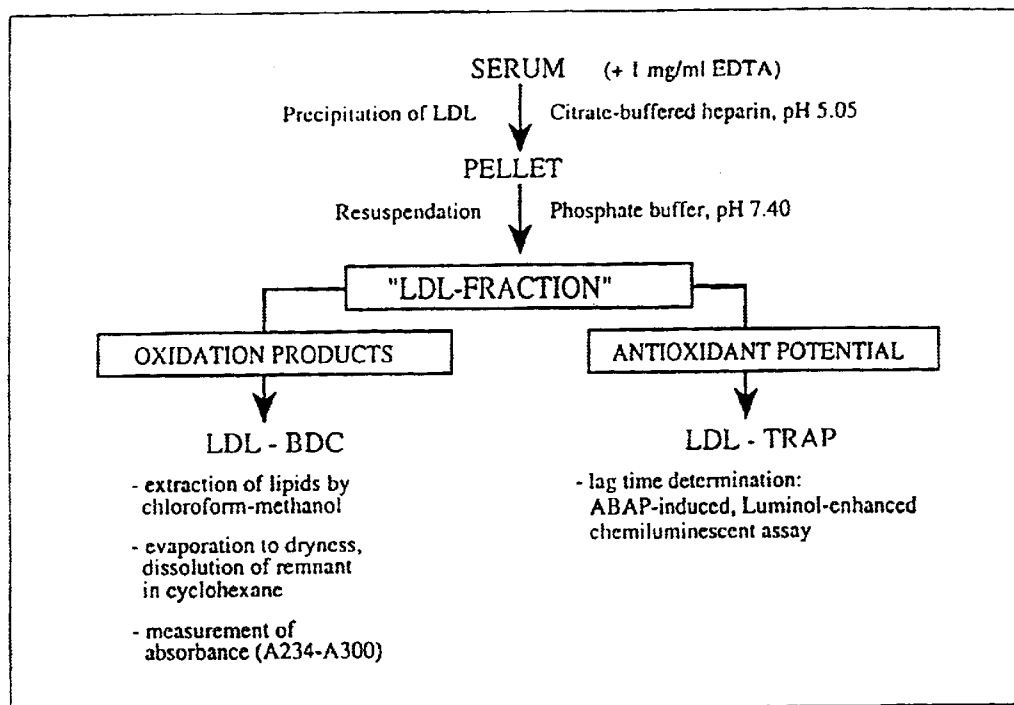 SERUM (+ 1 mg/ml EDTA)
Precipitation of LDL Citrate-buffered heparin, pH 5.05
PELLET
Resuspendation Phosphate buffer, pH 7.40
"LDL-FRACTION"
OXIDATION PRODUCTS
LDL - BDC
- extraction of lipids by
chloroform-methanol
- evaporation to dryness,
dissolution of remnant
in cyclohexane
- measurement of
absorbance (A234-A300)
ANTIOXIDANT POTENTIAL
LDL - TRAP
- lag time determination:
ABAP-induced, Luminol-enhanced
chemiluminescent assay